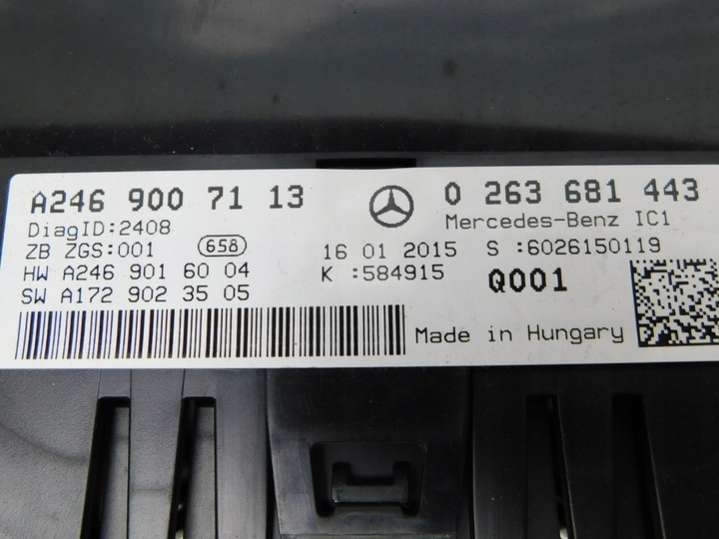 A246 900 71 13 0 263 681 443
DiagID:2408 Mercedes-Benz IC1
ZB ZGS:001 658 16 01 2015 S :6026150119
HW A246 901 60 04 K :584915 Q001
SW A172 902 35 05
Made in Hungary